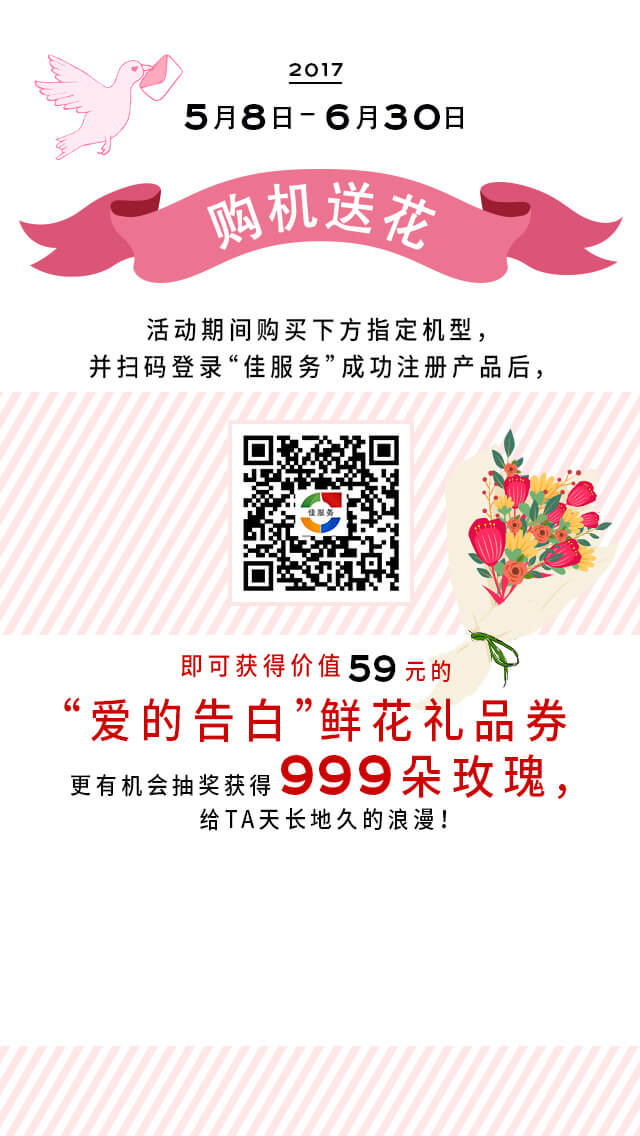 2017
5月8日-6月30日
购机送花
活动期间购买下方指定机型，
并扫码登录“佳服务”成功注册产品后，
佳服务
即可获得价值59元的
“爱的告白”鲜花礼品券
更有机会抽奖获得999朵玫瑰，
给TA天长地久的浪漫！